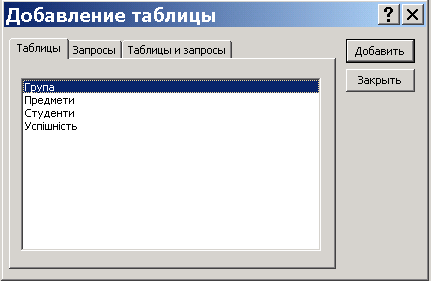 Добавление таблицы
Таблицы Запросы Таблицы и запросы
Добавить
Закрыть
Група
Предмети
Студенти
Успішність